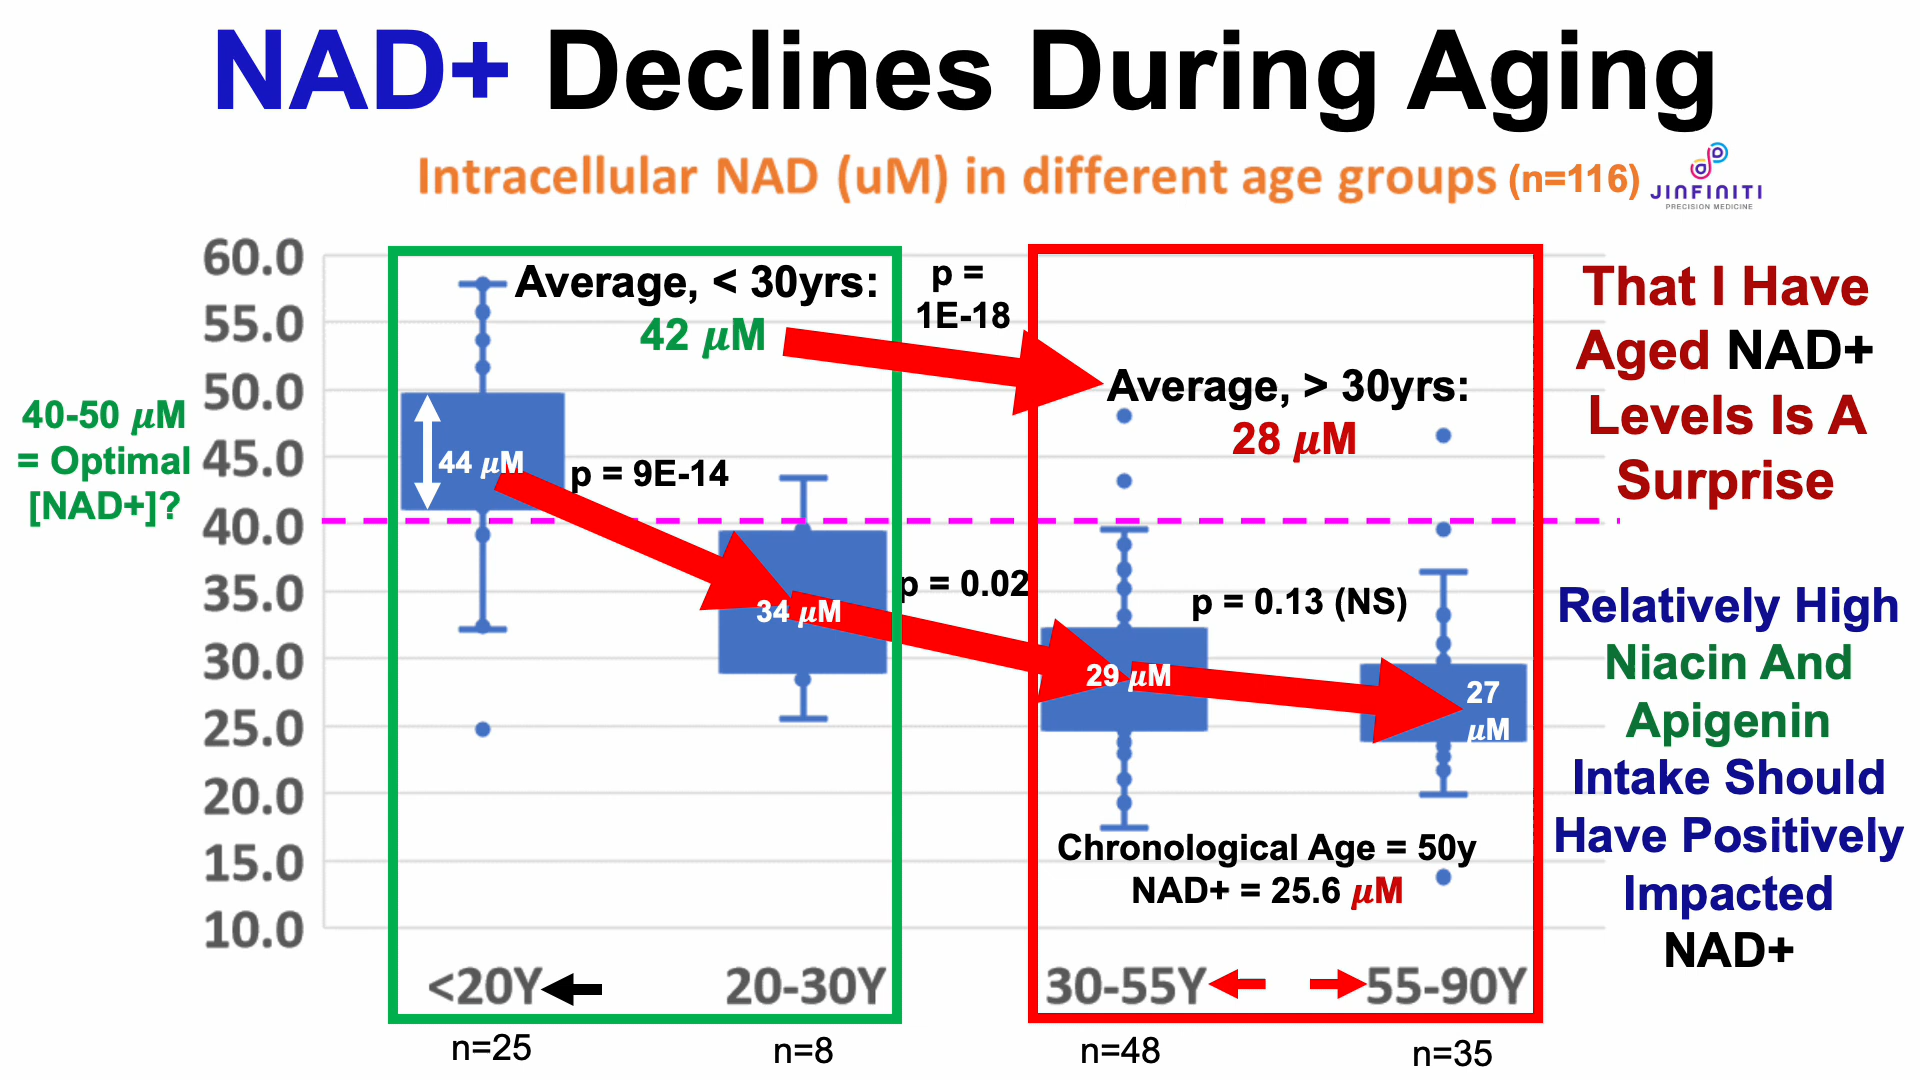 NAD+ Declines During Aging
Intracellular NAD (uM) in different age groups (n=116)
JINFINITI
PRECISION MEDICINE
60.0
55.0
50.0
45.0
40.0
35.0
30.0
25.0
20.0
15.0
10.0
40-50 μM
= Optimal
[NAD+]?
Average, < 30yrs:
42 μM
p =
1E-18
Average, > 30yrs:
28 μM
44 μM
p = 9E-14
34 μM
p = 0.02
29 μM
p = 0.13 (NS)
27
μM
Chronological Age = 50y
NAD+ = 25.6 μM
<20Y
20-30Y
30-55Y
55-90Y
n=25
n=8
n=48
n=35
That I Have
Aged NAD+
Levels Is A
Surprise
Relatively High
Niacin And
Apigenin
Intake Should
Have Positively
Impacted
NAD+